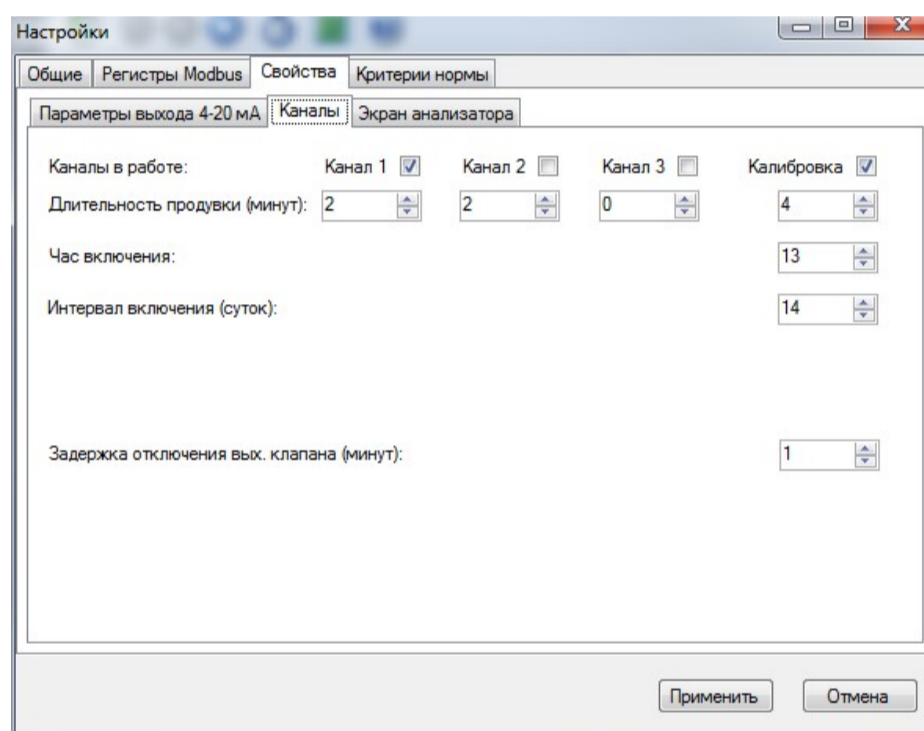 Настройки
Общие Регистры Modbus Свойства Критерии нормы
Параметры выхода 4-20 мА Каналы Экран анализатора
Каналы в работе: Канал 1 Канал 2 Канал 3 Калибровка
Длительность продувки (минут): 2 2 0 4
Час включения: 13
Интервал включения (суток): 14
Задержка отключения вых. клапана (минут): 1
Применить Отмена